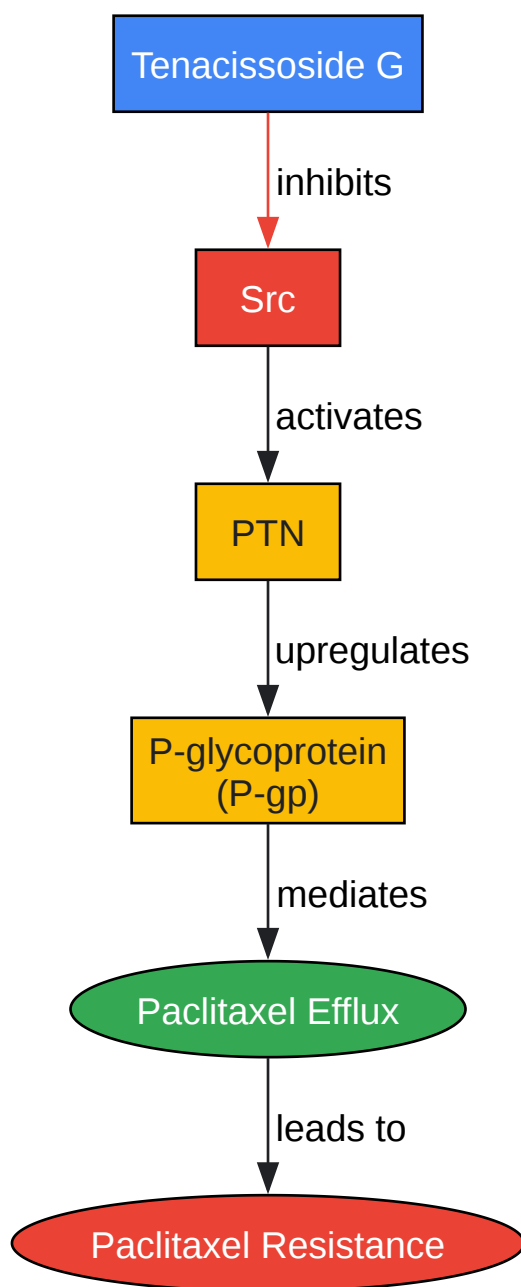 Tenacissoside G
inhibits
Src
activates
PTN
upregulates
P-glycoprotein
(P-gp)
mediates
Paclitaxel Efflux
leads to
Paclitaxel Resistance